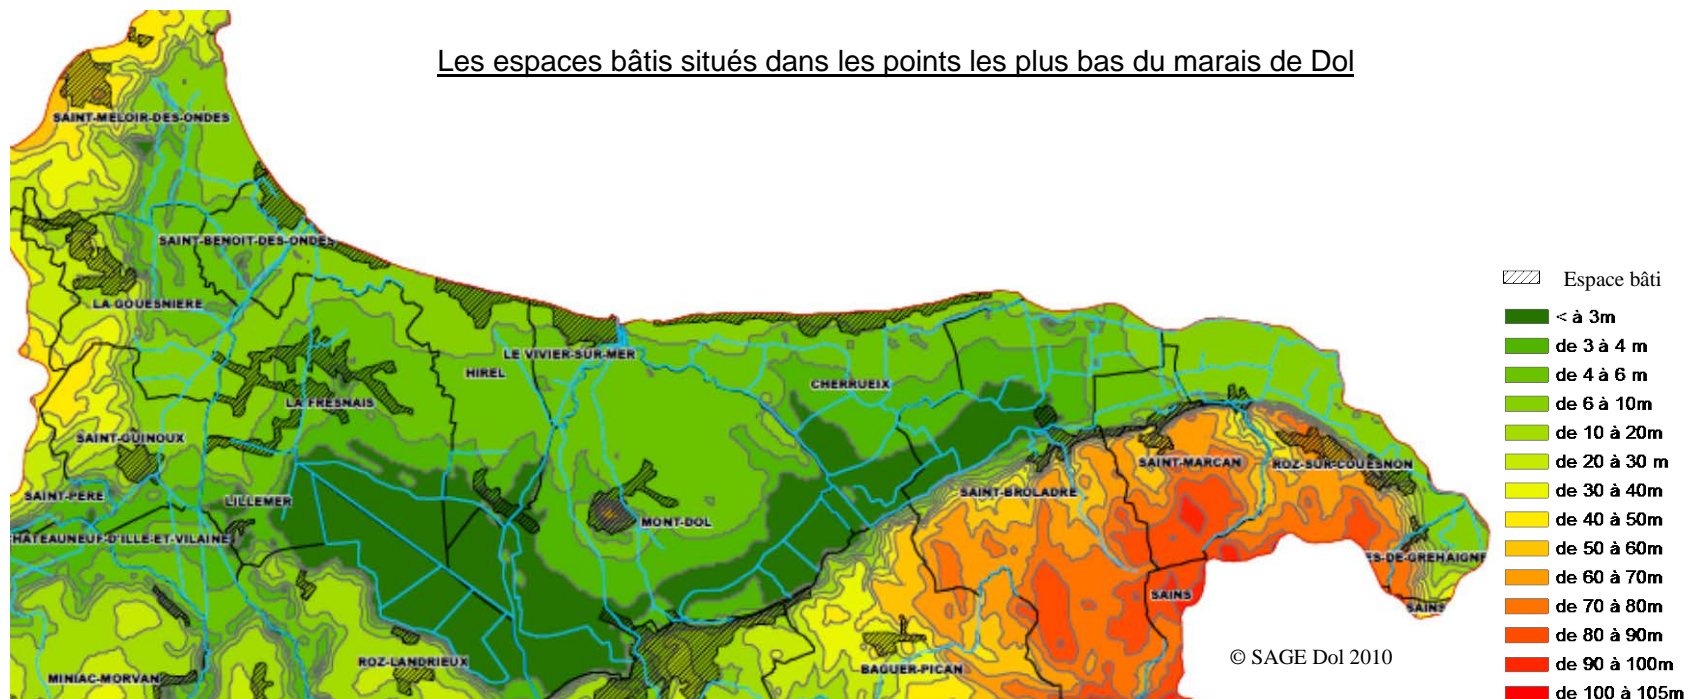 Les espaces bâtis situés dans les points les plus bas du marais de Dol
SAINT-MELOIR-DES-ONDES
SAINT-BENOIT-DES-ONDES
LA GOUESNIERE
LE VIVIER-SUR-MER
HIREL
CHERRUEIX
LA FRESNAIS
SAINT-GUINOUX
SAINT-MARCAN
ROZ-SUR-COUESNON
SAINT-PERE
LILLEMER
SAINT-BROLADRE
MONT-DOL
HATEAUNEUF-D'ILLE-ET-VILAINE
ES-DE-GREHAIGNE
SAINS
SAINS
ROZ-LANDRIEUX
BAGUER-PICAN
MINIAC-MORVAN
© SAGE Dol 2010
Espace bâti
< à 3m
de 3 à 4 m
de 4 à 6 m
de 6 à 10m
de 10 à 20m
de 20 à 30 m
de 30 à 40m
de 40 à 50m
de 50 à 60m
de 60 à 70m
de 70 à 80m
de 80 à 90m
de 90 à 100m
de 100 à 105m